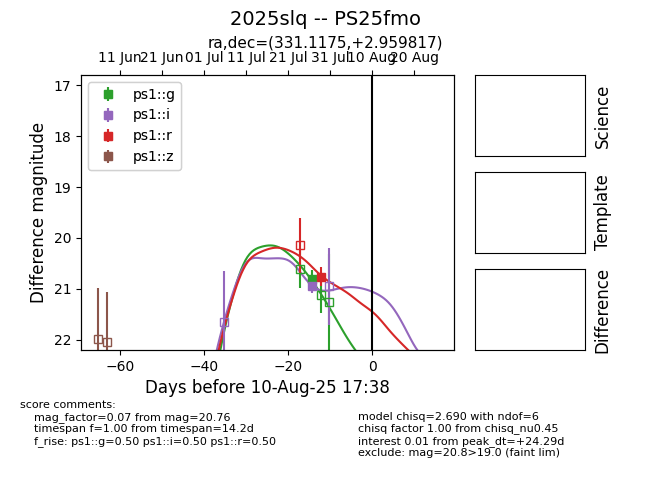 2025slq -- PS25fmo
ra,dec=(331.1175,+2.959817)
11 Jun 21 Jun 01 Jul 11 Jul 21 Jul 31 Jul 10 Aug 20 Aug
17
18
19
20
21
22
Difference magnitude
ps1::g
ps1::i
ps1::r
ps1::z
−60 −40 −20 0
Days before 10-Aug-25 17:38
Science
Template
Difference
score comments:
mag_factor=0.07 from mag=20.76
timespan f=1.00 from timespan=14.2d
f_rise: ps1::g=0.50 ps1::i=0.50 ps1::r=0.50
model chisq=2.690 with ndof=6
chisq factor 1.00 from chisq_nu0.45
interest 0.01 from peak_dt=+24.29d
exclude: mag=20.8>19.0 (faint lim)